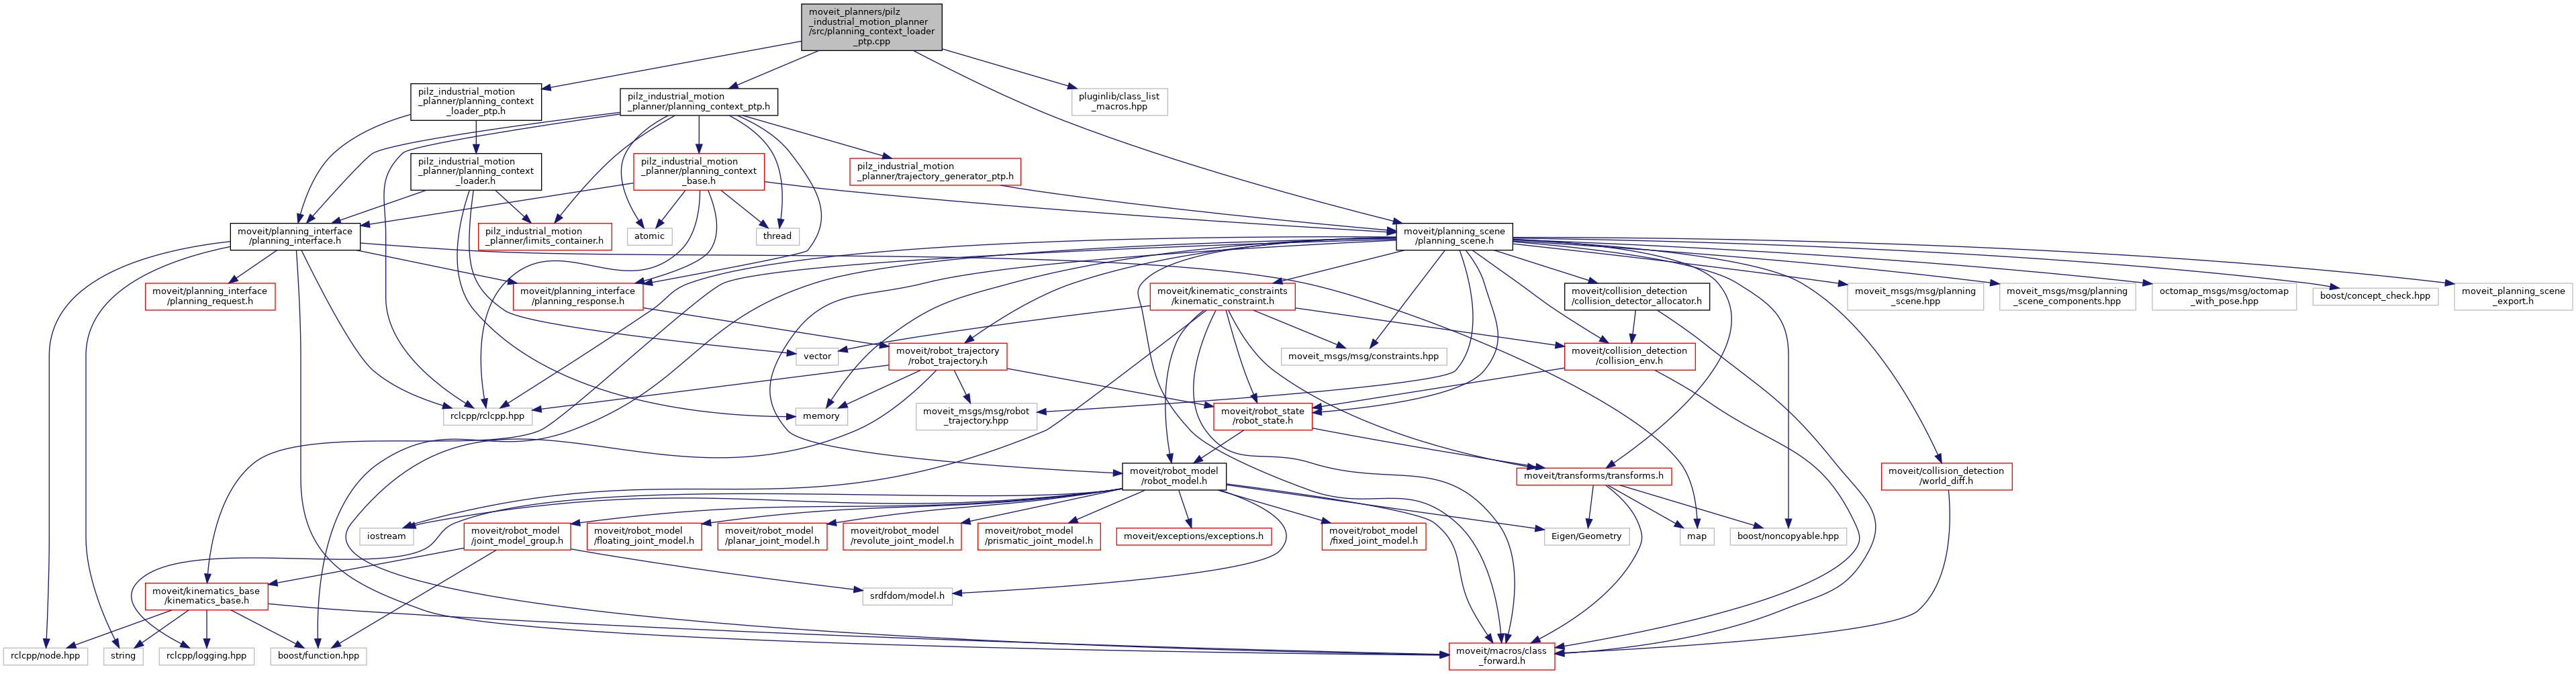 moveit_planners/pilz
_industrial_motion_planner
/src/planning_context_loader
_ptp.cpp
pilz_industrial_motion
_planner/planning_context
_loader_ptp.h
pilz_industrial_motion
_planner/planning_context_ptp.h
pluginlib/class_list
_macros.hpp
pilz_industrial_motion
_planner/planning_context
_loader.h
pilz_industrial_motion
_planner/planning_context
_base.h
pilz_industrial_motion
_planner/trajectory_generator_ptp.h
moveit/planning_interface
/planning_interface.h
pilz_industrial_motion
_planner/limits_container.h
atomic
thread
moveit/planning_scene
/planning_scene.h
moveit/planning_interface
/planning_request.h
moveit/planning_interface
/planning_response.h
moveit/kinematic_constraints
/kinematic_constraint.h
moveit/collision_detection
/collision_detector_allocator.h
moveit_msgs/msg/planning
_scene.hpp
moveit_msgs/msg/planning
_scene_components.hpp
octomap_msgs/msg/octomap
_with_pose.hpp
boost/concept_check.hpp
moveit_planning_scene
_export.h
vector
moveit/robot_trajectory
/robot_trajectory.h
moveit_msgs/msg/constraints.hpp
moveit/collision_detection
/collision_env.h
rclcpp/rclcpp.hpp
memory
moveit_msgs/msg/robot
_trajectory.hpp
moveit/robot_state
/robot_state.h
moveit/robot_model
/robot_model.h
moveit/transforms/transforms.h
moveit/collision_detection
/world_diff.h
iostream
moveit/robot_model
/joint_model_group.h
moveit/robot_model
/floating_joint_model.h
moveit/robot_model
/planar_joint_model.h
moveit/robot_model
/revolute_joint_model.h
moveit/robot_model
/prismatic_joint_model.h
moveit/exceptions/exceptions.h
moveit/robot_model
/fixed_joint_model.h
Eigen/Geometry
map
boost/noncopyable.hpp
moveit/kinematics_base
/kinematics_base.h
srdfdom/model.h
rclcpp/node.hpp
string
rclcpp/logging.hpp
boost/function.hpp
moveit/macros/class
_forward.h